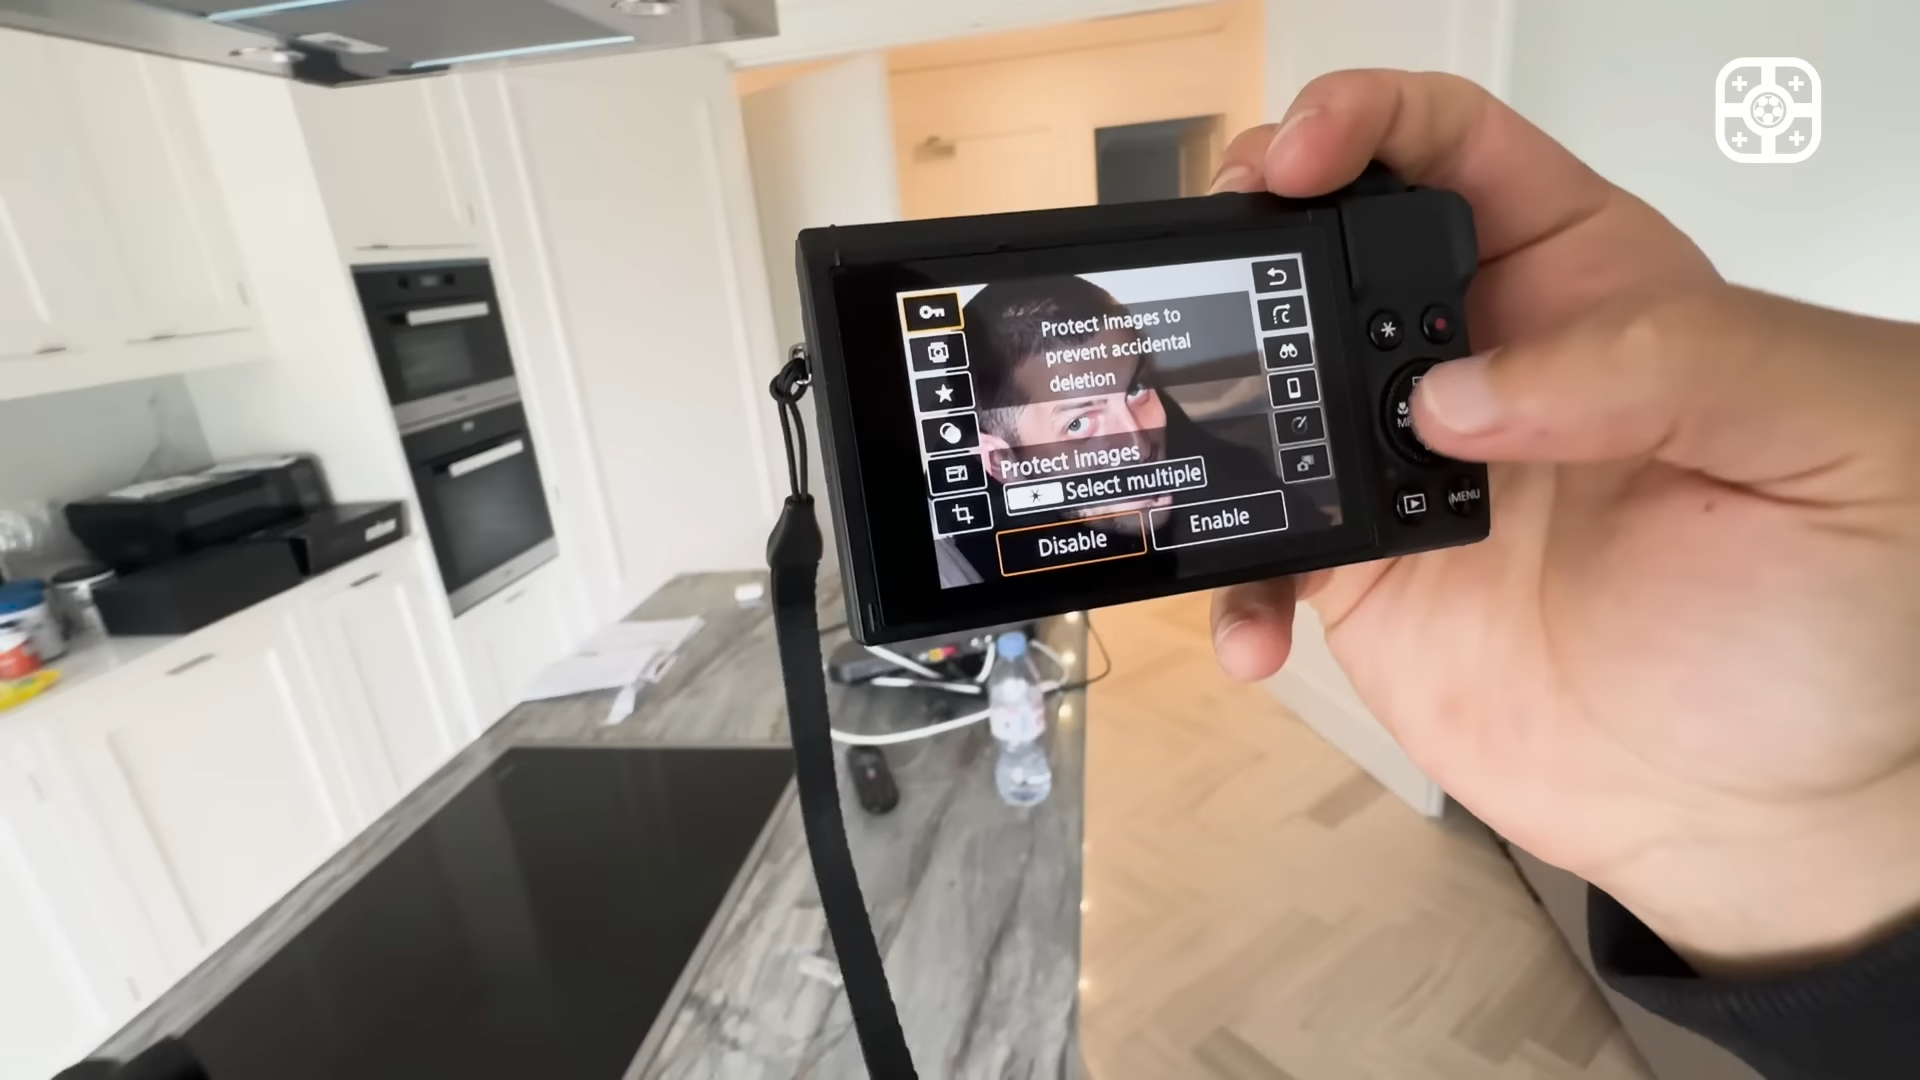 Protect images to
prevent accidental
deletion
Protect images
Select multiple
Disable
Enable
MENU